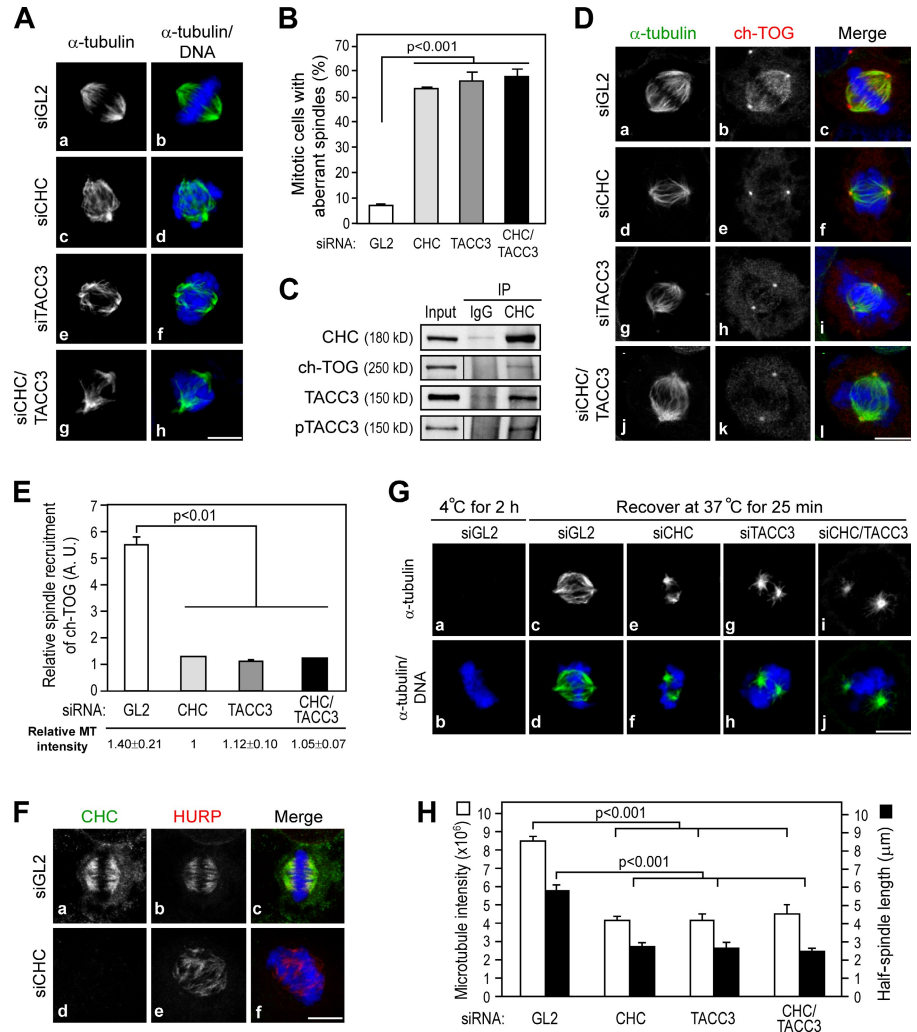 A
α-tubulin
α-tubulin/
DNA
siGL2
a
b
siCHC
c
d
siTACC3
e
f
siCHC/
TACC3
g
h
B
Mitotic cells with
aberrant spindles (%)
70
60
50
40
30
20
10
0
p<0.001
siRNA:
GL2
CHC
TACC3
CHC/
TACC3
C
IP
Input
IgG
CHC
CHC (180 kD)
ch-TOG (250 kD)
TACC3 (150 kD)
pTACC3 (150 kD)
D
α-tubulin
ch-TOG
Merge
siGL2
a
b
c
siCHC
d
e
f
siTACC3
g
h
i
siCHC/
TACC3
j
k
l
E
Relative spindle recruitment
of ch-TOG (A. U.)
7
6
5
4
3
2
1
0
p<0.01
siRNA:
GL2
CHC
TACC3
CHC/
TACC3
Relative MT
intensity
1.40±0.21
1
1.12±0.10
1.05±0.07
F
CHC
HURP
Merge
siGL2
a
b
c
siCHC
d
e
f
G
4°C for 2 h
Recover at 37 °C for 25 min
siGL2
siGL2
siCHC
siTACC3
siCHC/TACC3
α-tubulin
a
c
e
g
i
α-tubulin/
DNA
b
d
f
h
j
H
Microtubule intensity (x10⁶)
10
9
8
7
6
5
4
3
2
1
0
p<0.001
p<0.001
10
9
8
7
6
5
4
3
2
1
0
Half-spindle length (μm)
siRNA:
GL2
CHC
TACC3
CHC/
TACC3